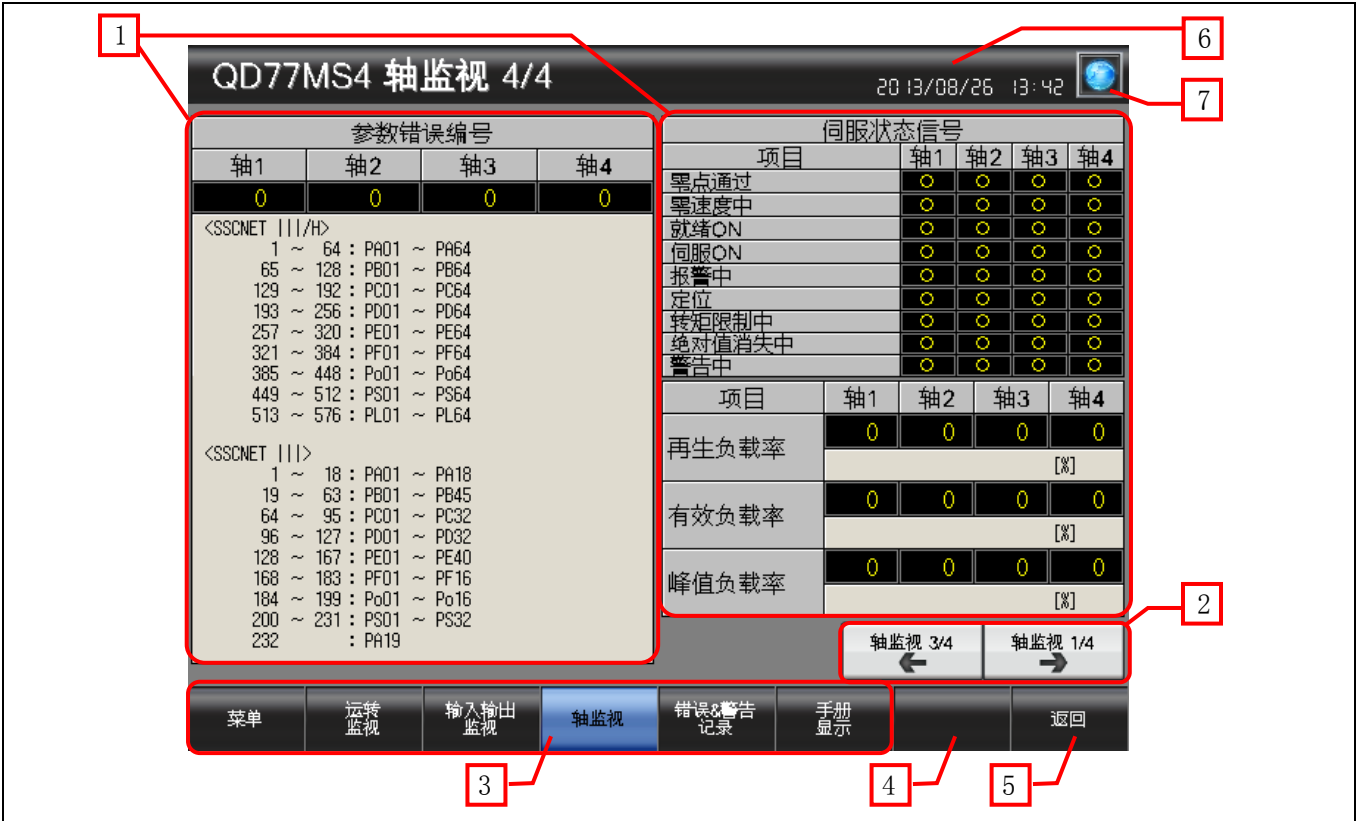 1
6
QD77MS4 轴监视 4/4
2013/08/26 13:42
7
参数错误编号
轴1 轴2 轴3 轴4
0 0 0 0
<SSCNET |||/H>
1 ~ 64 : PA01 ~ PA64
65 ~ 128 : PB01 ~ PB64
129 ~ 192 : PC01 ~ PC64
193 ~ 256 : PD01 ~ PD64
257 ~ 320 : PE01 ~ PE64
321 ~ 384 : PF01 ~ PF64
385 ~ 448 : Po01 ~ Po64
449 ~ 512 : PS01 ~ PS64
513 ~ 576 : PL01 ~ PL64
<SSCNET |||>
1 ~ 18 : PA01 ~ PA18
19 ~ 63 : PB01 ~ PB45
64 ~ 95 : PC01 ~ PC32
96 ~ 127 : PD01 ~ PD32
128 ~ 167 : PE01 ~ PE40
168 ~ 183 : PF01 ~ PF16
184 ~ 199 : Po01 ~ Po16
200 ~ 231 : PS01 ~ PS32
232 : PA19
伺服状态信号
项目 轴1 轴2 轴3 轴4
零点通过
零速度中
就绪ON
伺服ON
报警中
定位
转矩限制中
绝对值消失中
警告中
项目 轴1 轴2 轴3 轴4
再生负载率 0 0 0 0
[%]
有效负载率 0 0 0 0
[%]
峰值负载率 0 0 0 0
[%]
2
轴监视 3/4
轴监视 1/4
菜单
运转
监视
输入输出
监视
轴监视
错误&警告
记录
手册
显示
返回
3
4
5